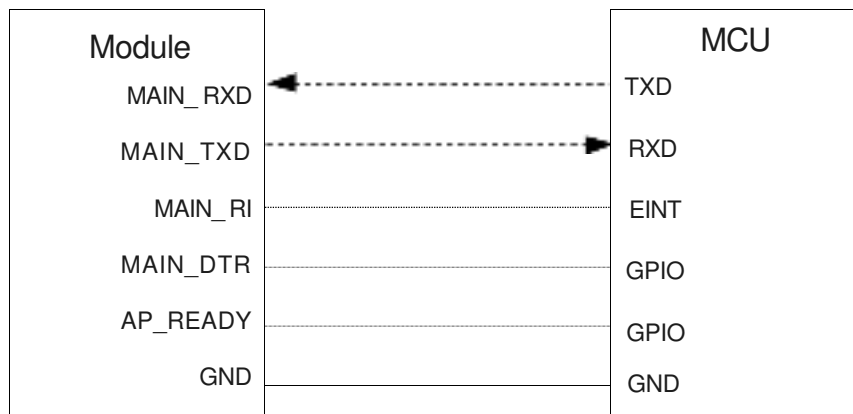 Module
MCU
MAIN_RXD
TXD
MAIN_TXD
RXD
MAIN_RI
EINT
MAIN_DTR
GPIO
AP_READY
GPIO
GND
GND